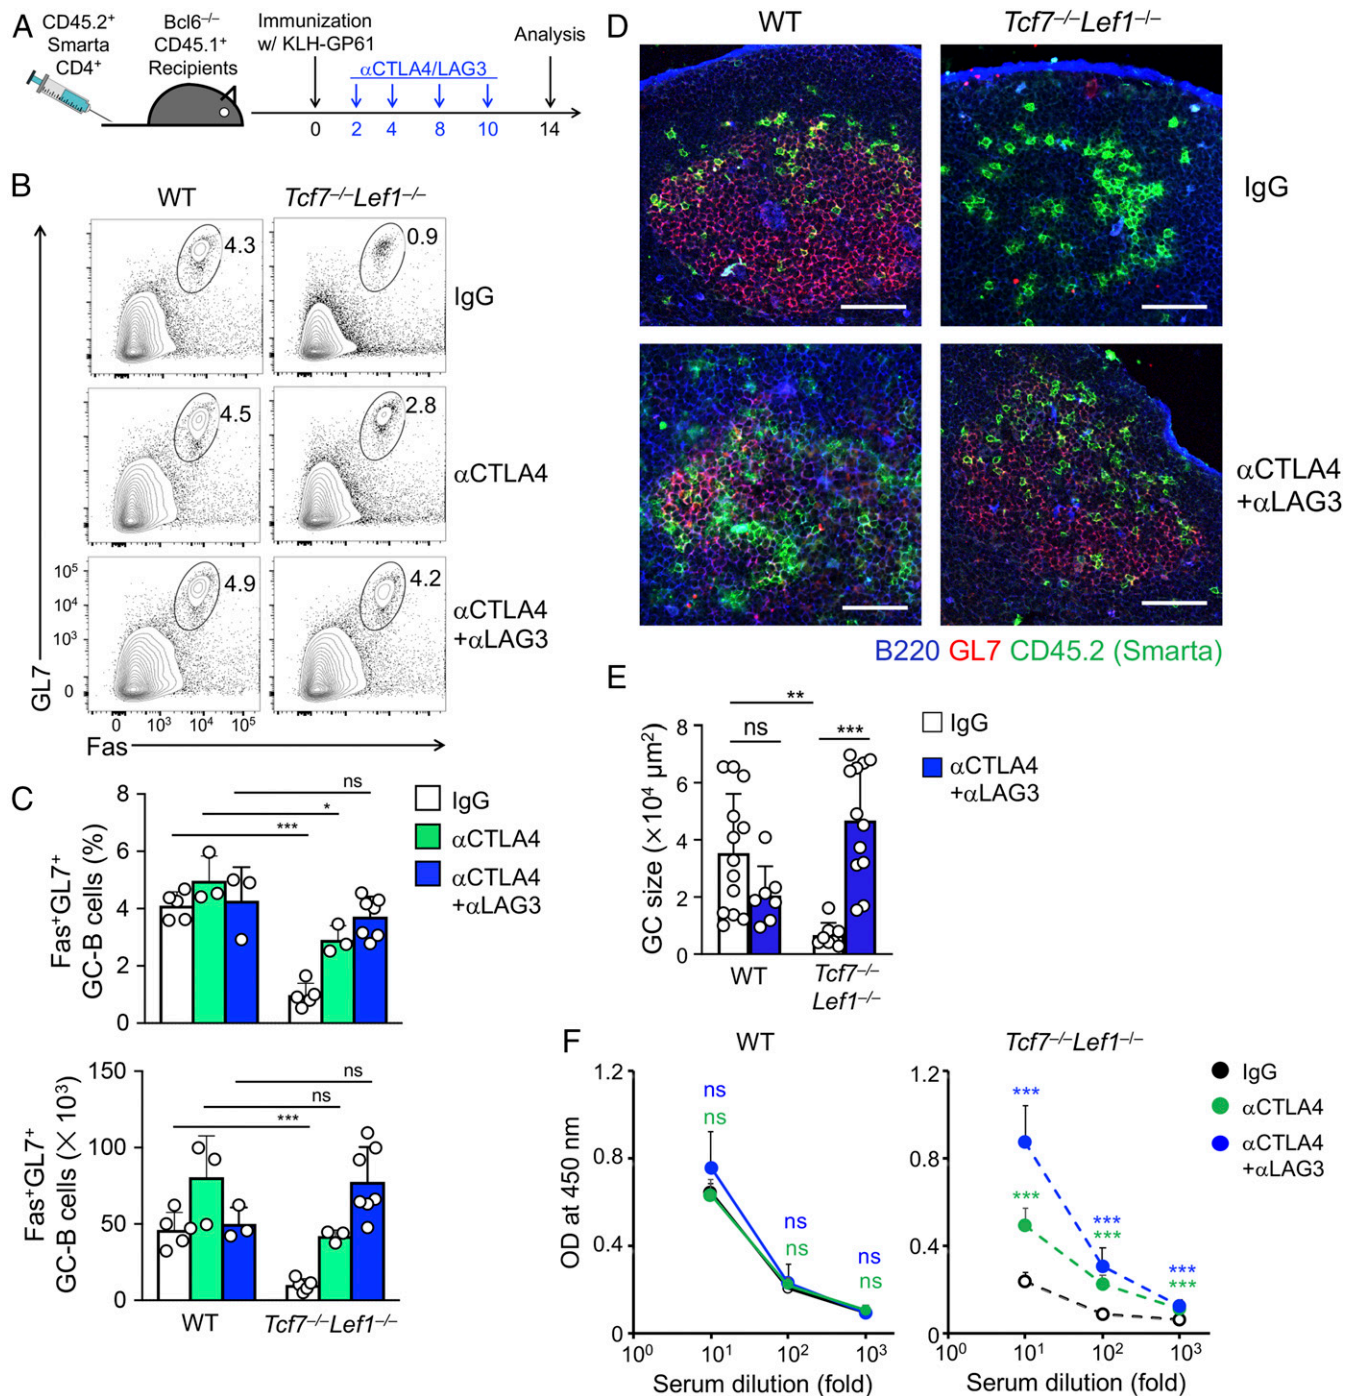 A
CD45.2⁺
Smarta
CD4⁺
Bcl6⁻/⁻
CD45.1⁺
Recipients
Immunization
w/ KLH-GP61
αCTLA4/LAG3
Analysis
0 2 4 8 10 14
B
WT Tcf7⁻/⁻Lef1⁻/⁻
4.3 0.9
IgG
4.5 2.8
αCTLA4
4.9 4.2
αCTLA4
+αLAG3
10⁵
10⁴
10³
0
0 10³ 10⁴ 10⁵
GL7
Fas
C
8
6
4
2
0
Fas⁺GL7⁺
GC-B cells (%)
ns
*
***
IgG
αCTLA4
αCTLA4
+αLAG3
150
100
50
0
Fas⁺GL7⁺
GC-B cells (× 10³)
ns
ns
***
WT Tcf7⁻/⁻Lef1⁻/⁻
D
WT Tcf7⁻/⁻Lef1⁻/⁻
IgG
αCTLA4
+αLAG3
B220 GL7 CD45.2 (Smarta)
E
GC size (×10⁴ μm²)
8
6
4
2
0
**
ns ***
IgG
αCTLA4
+αLAG3
WT Tcf7⁻/⁻
Lef1⁻/⁻
F
WT Tcf7⁻/⁻Lef1⁻/⁻
OD at 450 nm
1.2
0.8
0.4
0
ns
ns
ns
ns
ns
ns
10⁰ 10¹ 10² 10³
Serum dilution (fold)
1.2
0.8
0.4
0
***
***
***
***
***
***
10⁰ 10¹ 10² 10³
Serum dilution (fold)
IgG
αCTLA4
αCTLA4
+αLAG3